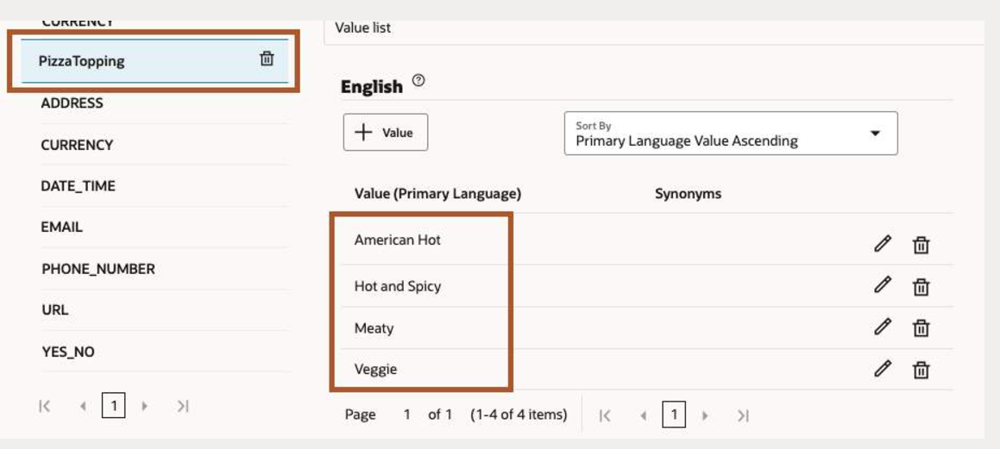 CURRENCY
PizzaTopping
ADDRESS
CURRENCY
DATE_TIME
EMAIL
PHONE_NUMBER
URL
YES_NO
1
Value list
English
Value
Sort By
Primary Language Value Ascending
Value (Primary Language) Synonyms
American Hot
Hot and Spicy
Meaty
Veggie
Page 1 of 1 (1-4 of 4 items) 1